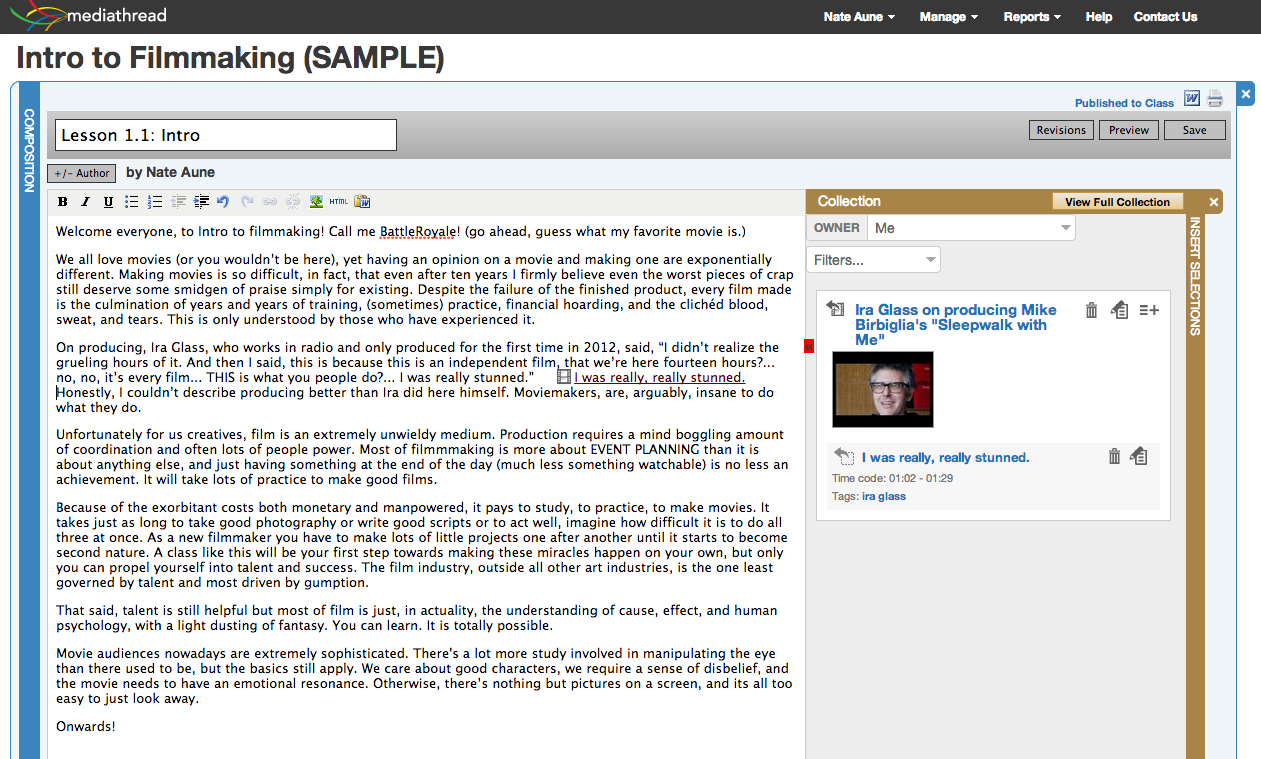 mediathread
Nate Aune Manage Reports Help Contact Us
Intro to Filmmaking (SAMPLE)
Published to Class
COMPOSITION
Lesson 1.1: Intro
Revisions Preview Save
+/- Author by Nate Aune
B I U HTML
Welcome everyone, to Intro to filmmaking! Call me BattleRoyale! (go ahead, guess what my favorite movie is.)
We all love movies (or you wouldn't be here), yet having an opinion on a movie and making one are exponentially
different. Making movies is so difficult, in fact, that even after ten years I firmly believe even the worst pieces of crap
still deserve some smidgen of praise simply for existing. Despite the failure of the finished product, every film made
is the culmination of years and years of training, (sometimes) practice, financial hoarding, and the clichéd blood,
sweat, and tears. This is only understood by those who have experienced it.
On producing, Ira Glass, who works in radio and only produced for the first time in 2012, said, "I didn't realize the
grueling hours of it. And then I said, this is because this is an independent film, that we're here fourteen hours?...
no, no, it's every film... THIS is what you people do?... I was really stunned." I was really, really stunned.
Honestly, I couldn't describe producing better than Ira did here himself. Moviemakers, are, arguably, insane to do
what they do.
Unfortunately for us creatives, film is an extremely unwieldy medium. Production requires a mind boggling amount
of coordination and often lots of people power. Most of filmmmaking is more about EVENT PLANNING than it is
about anything else, and just having something at the end of the day (much less something watchable) is no less an
achievement. It will take lots of practice to make good films.
Because of the exorbitant costs both monetary and manpowered, it pays to study, to practice, to make movies. It
takes just as long to take good photography or write good scripts or to act well, imagine how difficult it is to do all
three at once. As a new filmmaker you have to make lots of little projects one after another until it starts to become
second nature. A class like this will be your first step towards making these miracles happen on your own, but only
you can propel yourself into talent and success. The film industry, outside all other art industries, is the one least
governed by talent and most driven by gumption.
That said, talent is still helpful but most of film is just, in actuality, the understanding of cause, effect, and human
psychology, with a light dusting of fantasy. You can learn. It is totally possible.
Movie audiences nowadays are extremely sophisticated. There's a lot more study involved in manipulating the eye
than there used to be, but the basics still apply. We care about good characters, we require a sense of disbelief, and
the movie needs to have an emotional resonance. Otherwise, there's nothing but pictures on a screen, and its all too
easy to just look away.
Onwards!
Collection View Full Collection
OWNER Me
Filters...
Ira Glass on producing Mike
Birbiglia's "Sleepwalk with
Me"
I was really, really stunned.
Time code: 01:02 - 01:29
Tags: ira glass
INSERT SELECTIONS